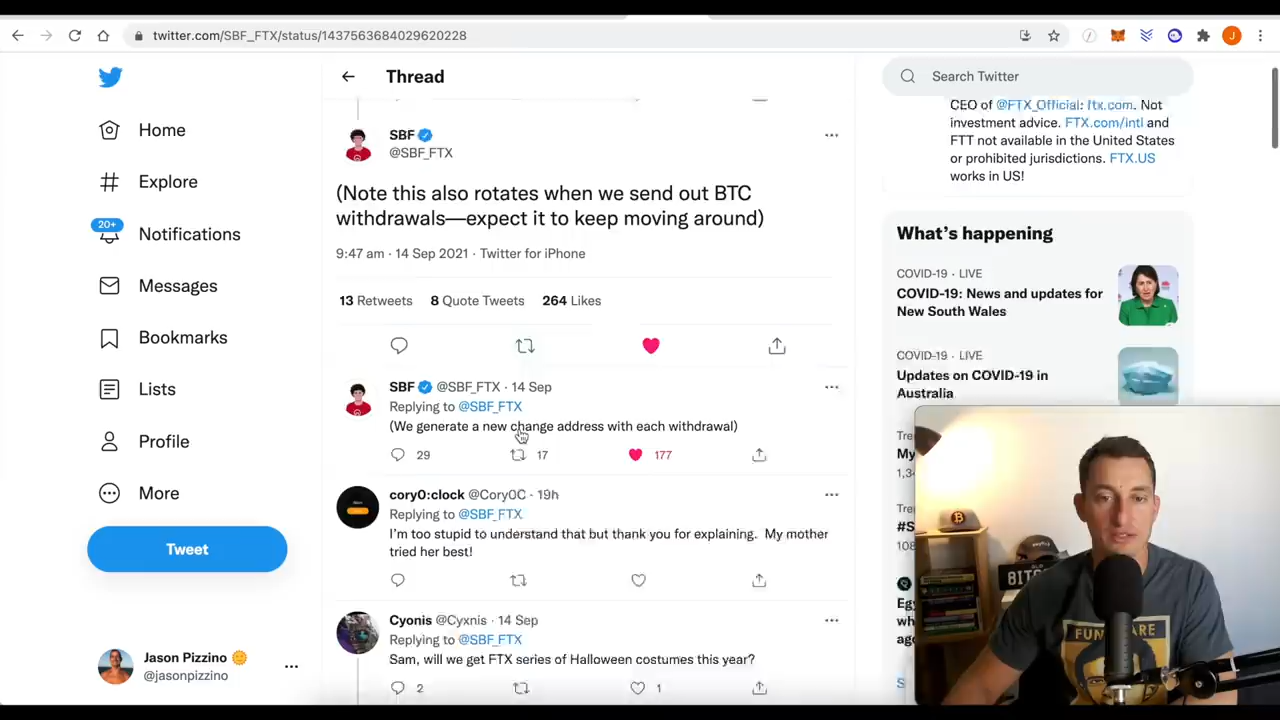 twitter.com/SBF_FTX/status/1437563684029620228
J
Home
Explore
20+
Notifications
Messages
Bookmarks
Lists
Profile
More
Tweet
Jason Pizzino
@jasonpizzino
Thread
SBF
@SBF_FTX
(Note this also rotates when we send out BTC
withdrawals—expect it to keep moving around)
9:47 am · 14 Sep 2021 · Twitter for iPhone
13 Retweets 8 Quote Tweets 264 Likes
SBF @SBF_FTX · 14 Sep
Replying to @SBF_FTX
(We generate a new change address with each withdrawal)
29 17 177
cory0:clock @Cory0C · 19h
Replying to @SBF_FTX
I'm too stupid to understand that but thank you for explaining. My mother
tried her best!
Cyonis @Cyxnis · 14 Sep
Replying to @SBF_FTX
Sam, will we get FTX series of Halloween costumes this year?
2 1
Search Twitter
CEO of @FTX_Official: ftx.com. Not
investment advice. FTX.com/intl and
FTT not available in the United States
or prohibited jurisdictions. FTX.US
works in US!
What's happening
COVID-19 · LIVE
COVID-19: News and updates for
New South Wales
COVID-19 · LIVE
Updates on COVID-19 in
Australia
Tre
My
1,3
Tre
#S
108
Eg
wh
age
S
OLD
BITC
FUN
ARE